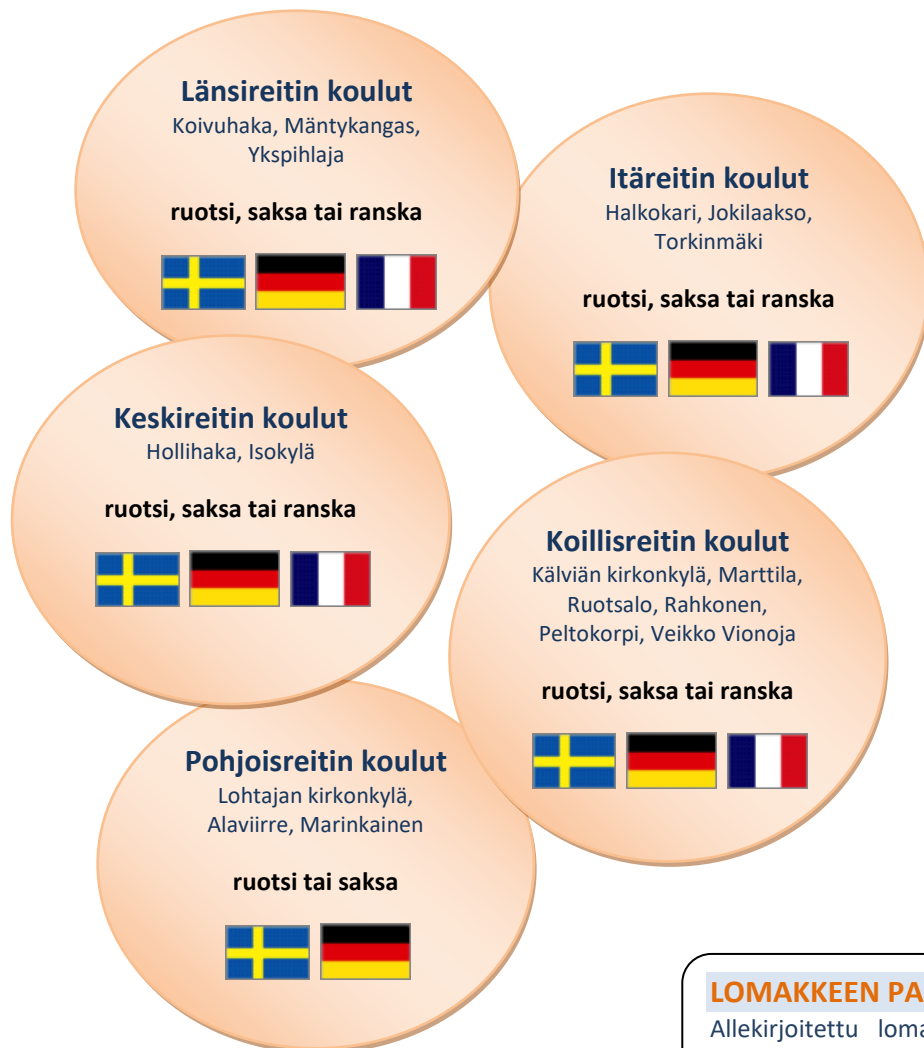 Länsireitin koulut
Koivuhaka, Mäntykangas,
Ykspihlaja
ruotsi, saksa tai ranska
Itäreitin koulut
Halkokari, Jokilaakso,
Torkinmäki
ruotsi, saksa tai ranska
Keskireitin koulut
Hollihaka, Isokylä
ruotsi, saksa tai ranska
Koillisreitin koulut
Kälviän kirkonkylä, Marttila,
Ruotsalo, Rahkonen,
Peltokorpi, Veikko Vionoja
ruotsi, saksa tai ranska
Pohjoisreitin koulut
Lohtajan kirkonkylä,
Alaviirre, Marinkainen
ruotsi tai saksa
LOMAKKEEN PA
Allekirjoitettu loma